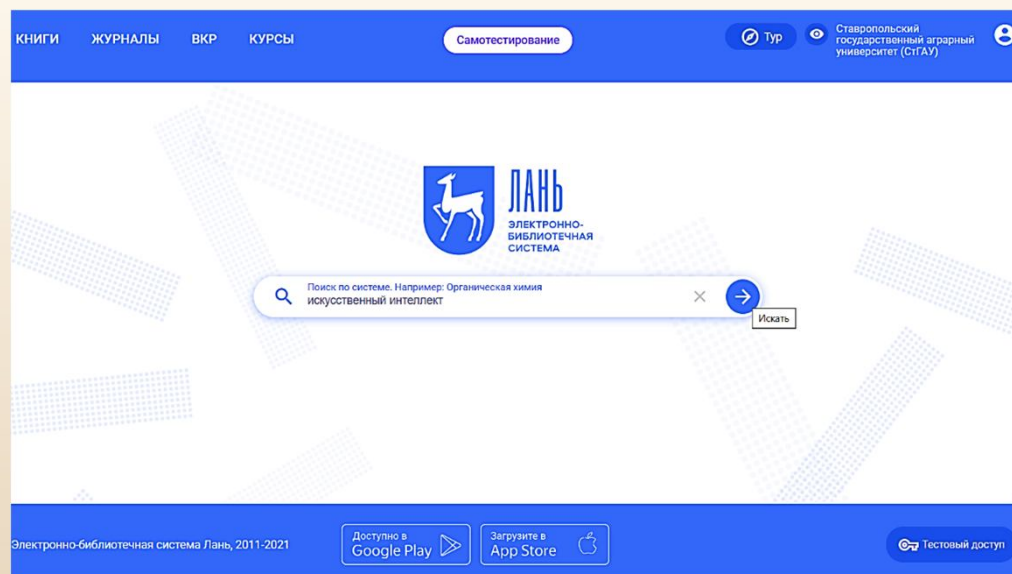 КНИГИ ЖУРНАЛЫ ВКР КУРСЫ Самотестирование Тур
Ставропольский
государственный аграрный
университет (СтГАУ)
ЛАНЬ
ЭЛЕКТРОННО-
БИБЛИОТЕЧНАЯ
СИСТЕМА
Поиск по системе. Например: Органическая химия
искусственный интеллект
Искать
Электронно-библиотечная система Лань, 2011-2021
Доступно в
Google Play
Загрузите в
App Store
Тестовый доступ